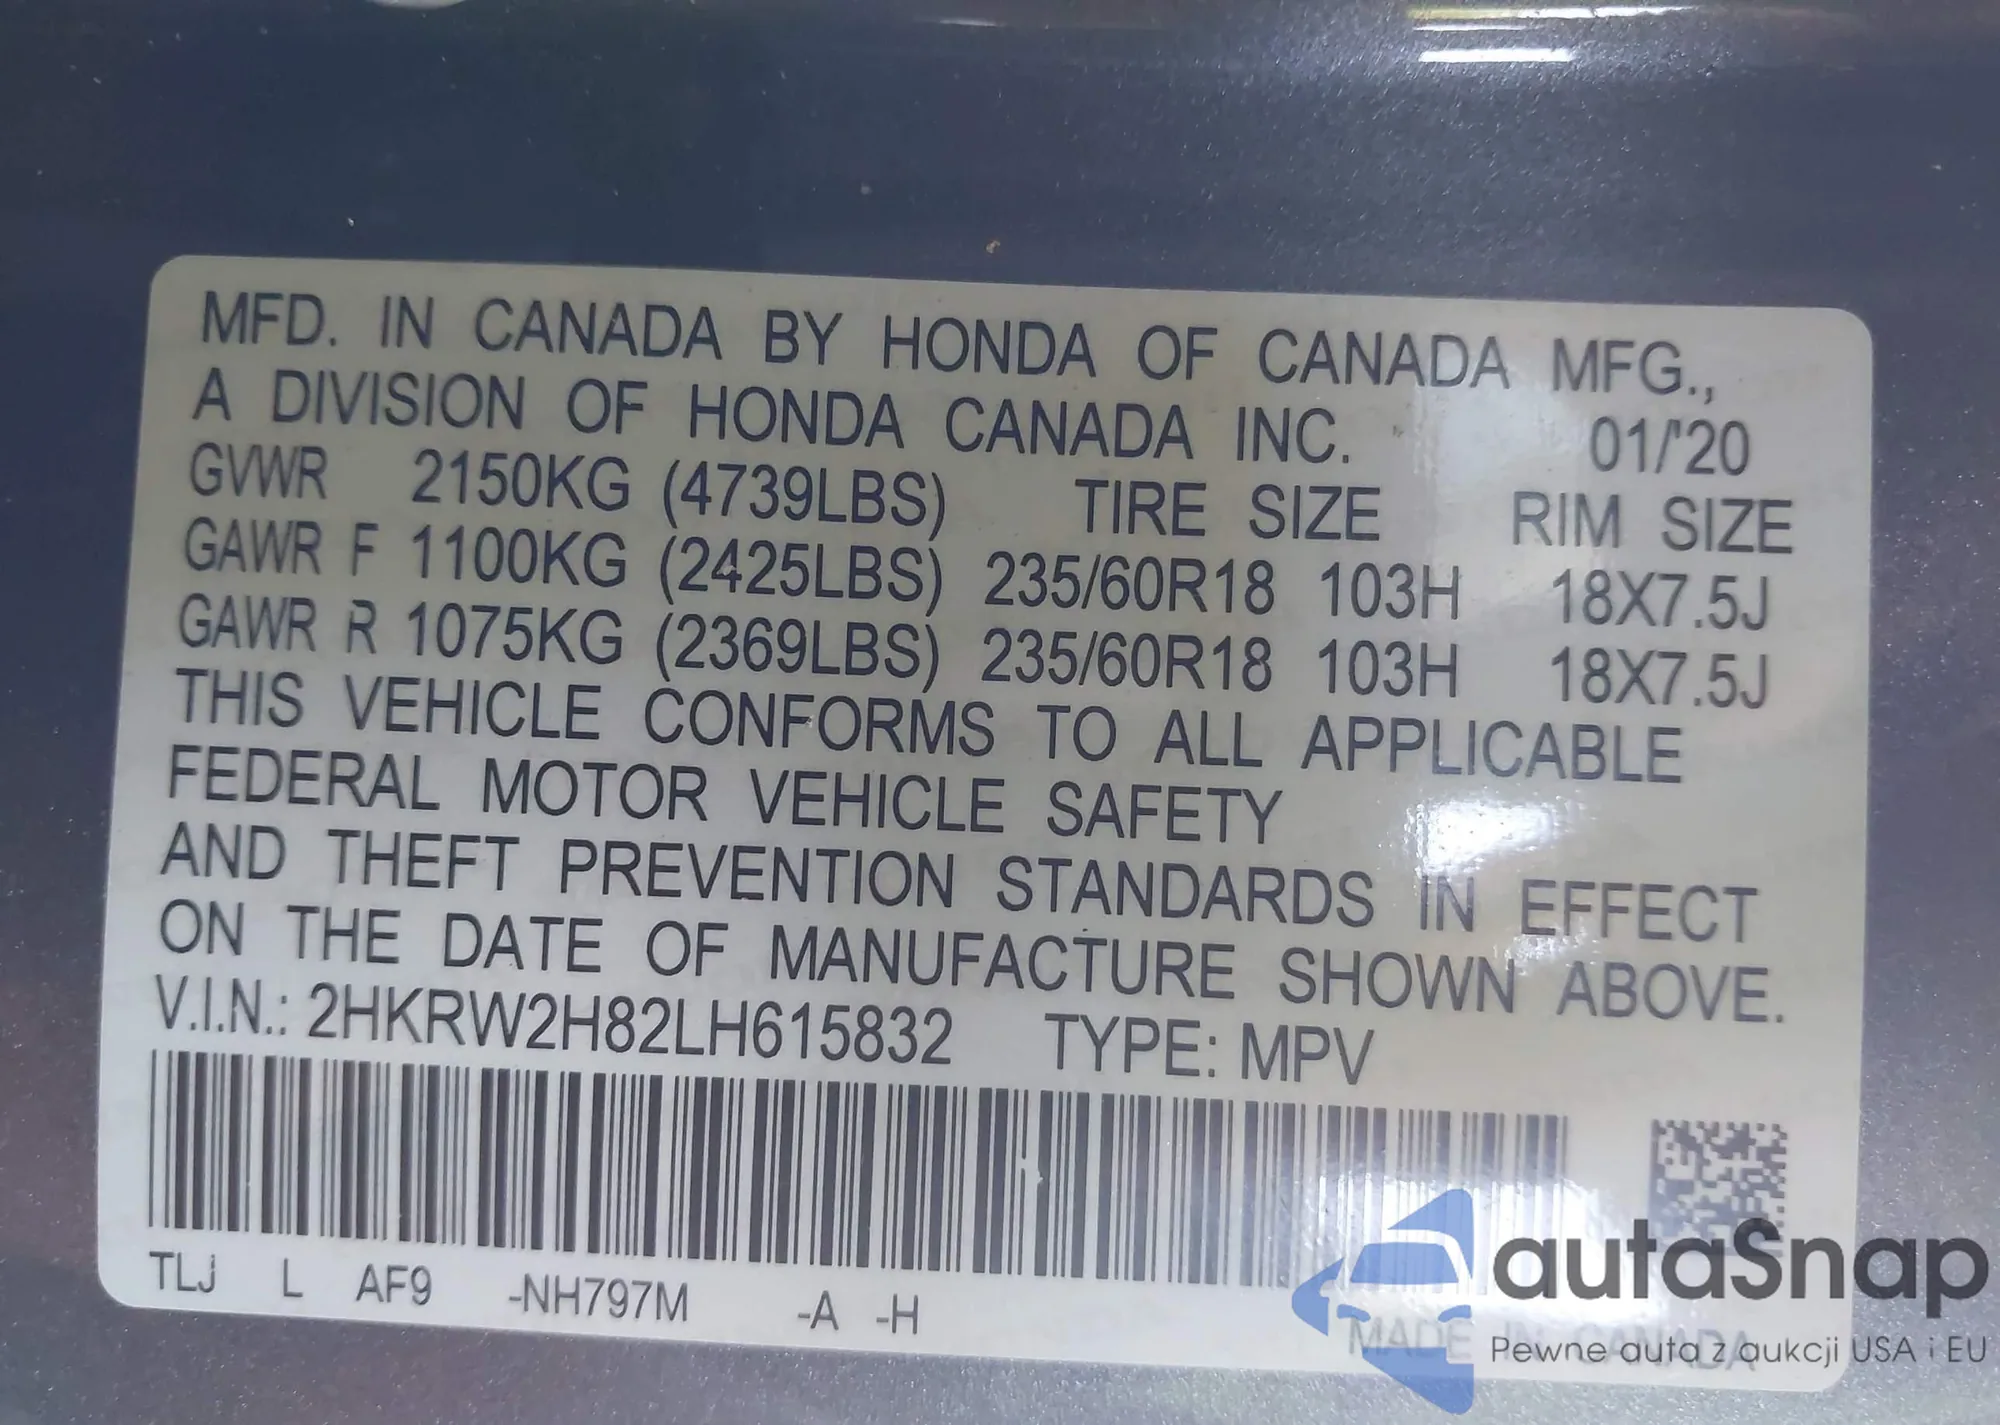 MFD. IN CANADA BY HONDA OF CANADA MFG.,
A DIVISION OF HONDA CANADA INC. 01/'20
GVWR 2150KG (4739LBS) TIRE SIZE RIM SIZE
GAWR F 1100KG (2425LBS) 235/60R18 103H 18X7.5J
GAWR R 1075KG (2369LBS) 235/60R18 103H 18X7.5J
THIS VEHICLE CONFORMS TO ALL APPLICABLE
FEDERAL MOTOR VEHICLE SAFETY
AND THEFT PREVENTION STANDARDS IN EFFECT
ON THE DATE OF MANUFACTURE SHOWN ABOVE.
V.I.N.: 2HKRW2H82LH615832 TYPE: MPV
TLJ L AF9 -NH797M -A -H
MADE IN CANADA
autaSnap
Pewne auta z aukcji USA i EU